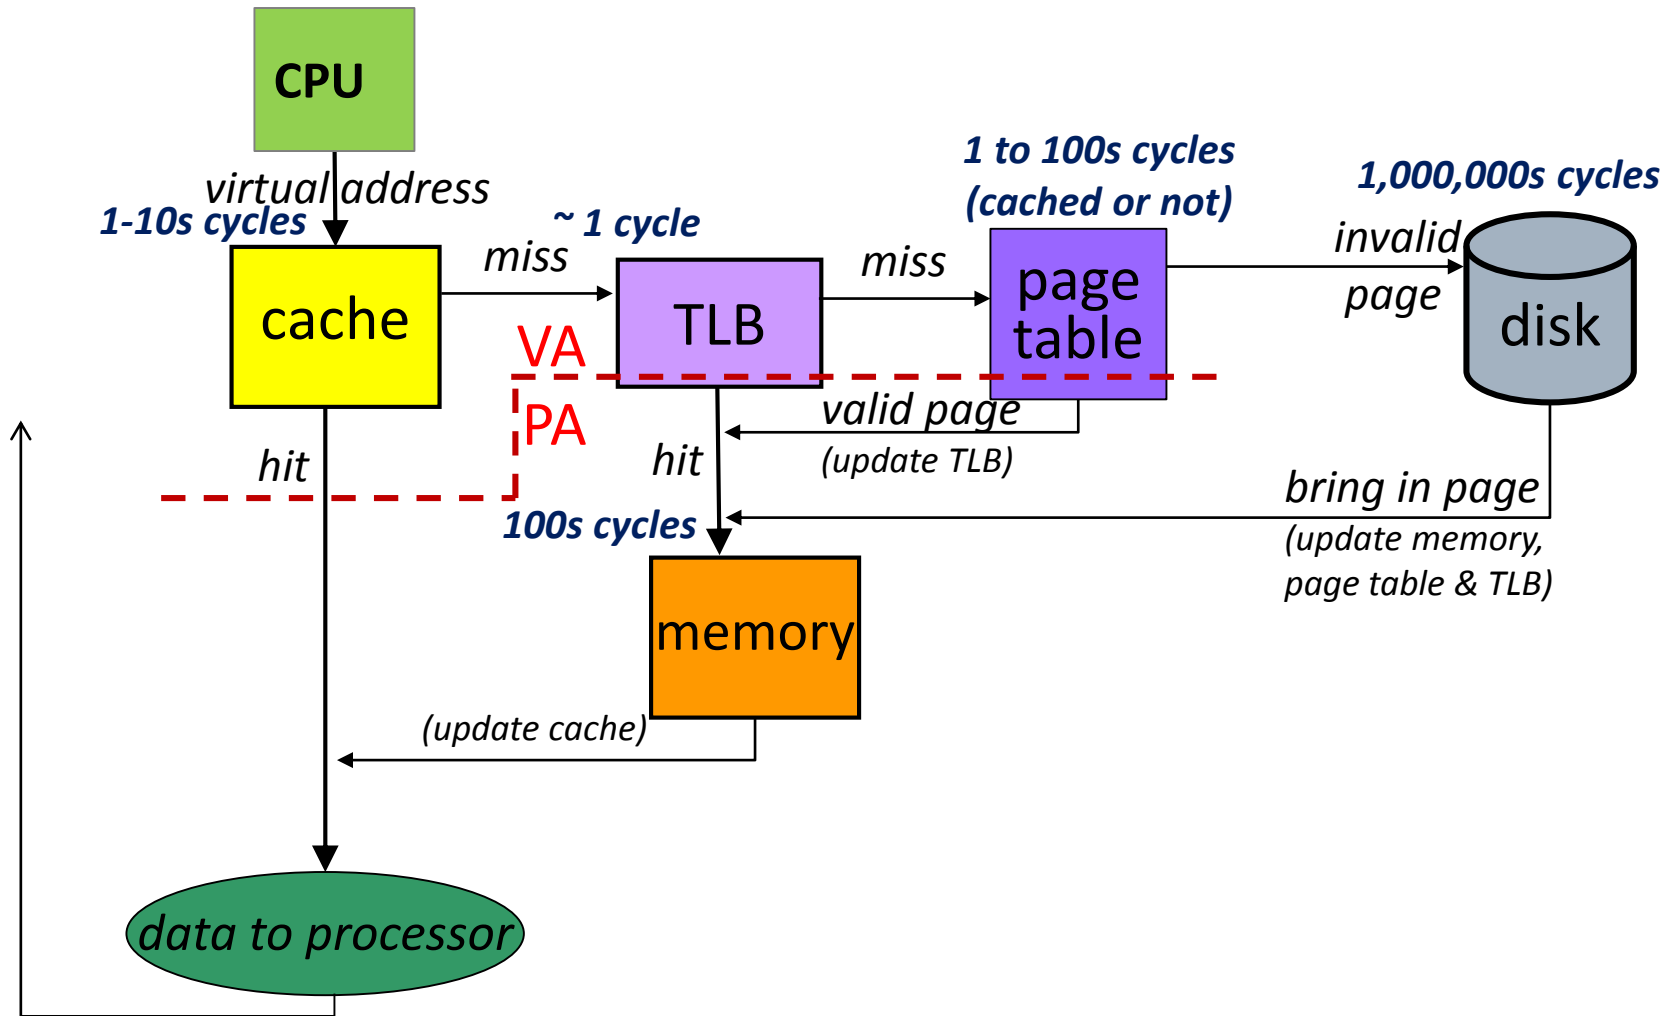 CPU
virtual address
1-10s cycles
cache
miss
~ 1 cycle
TLB
miss
1 to 100s cycles
(cached or not)
page
table
invalid
page
1,000,000s cycles
disk
VA
PA
hit
hit
valid page
(update TLB)
bring in page
(update memory,
page table & TLB)
100s cycles
memory
(update cache)
data to processor